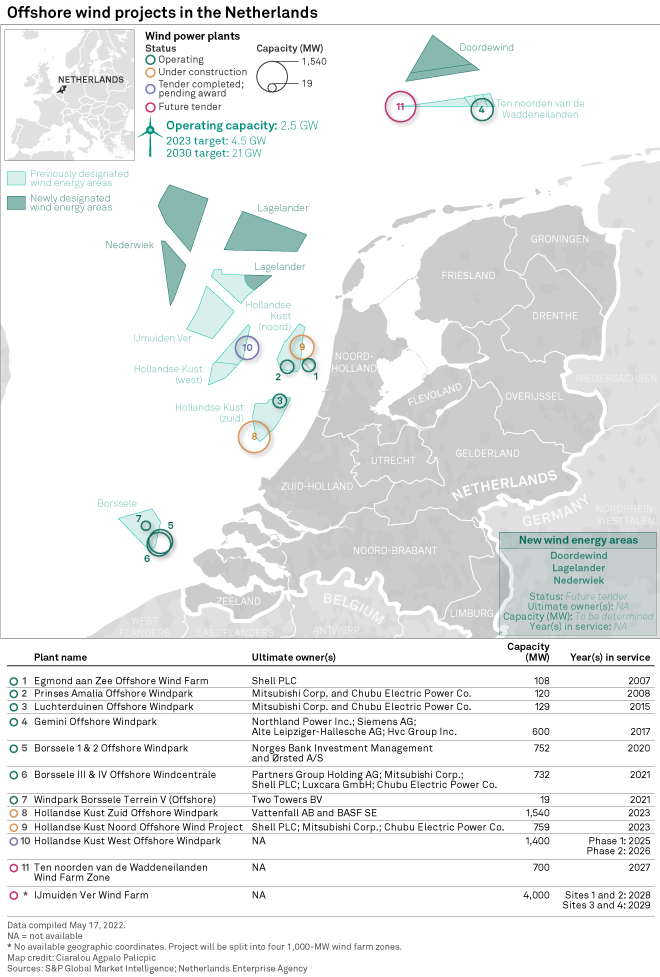 Offshore wind projects in the Netherlands
NETHERLANDS
Wind power plants
Status
Operating
Under construction
Tender completed;
pending award
Future tender
Capacity (MW)
1,540
19
Operating capacity: 2.5 GW
2023 target: 4.5 GW
2030 target: 21 GW
Previously designated
wind energy areas
Newly designated
wind energy areas
Doordewind
11
4
Ten noorden van de
Waddeneilanden
Lagelander
Nederwiek
Lagelander
Hollandse
Kust
(noord)
IJmuiden Ver
10
9
Hollandse Kust
(west)
2
1
3
Hollandse Kust
(zuid)
8
Borssele
7
5
6
GRONINGEN
FRIESLAND
DRENTHE
NOORD-
HOLLAND
NIEDERSACHSEN
FLEVOLAND
OVERIJSSEL
UTRECHT
GELDERLAND
ZUID-HOLLAND
NETHERLANDS
GERMANY
NORDRHEIN-
WESTFALEN
NOORD-BRABANT
ZEELAND
BELGIUM
LIMBURG
WEST
FLANDERS
EAST FLANDERS
ANTWERP
New wind energy areas
Doordewind
Lagelander
Nederwiek
Status: Future tender
Ultimate owner(s): NA
Capacity (MW): To be determined
Year(s) in service: NA
Plant name Ultimate owner(s) Capacity (MW) Year(s) in service
1 Egmond aan Zee Offshore Wind Farm Shell PLC 108 2007
2 Prinses Amalia Offshore Windpark Mitsubishi Corp. and Chubu Electric Power Co. 120 2008
3 Luchterduinen Offshore Windpark Mitsubishi Corp. and Chubu Electric Power Co. 129 2015
4 Gemini Offshore Windpark Northland Power Inc.; Siemens AG;
Alte Leipziger-Hallesche AG; Hvc Group Inc. 600 2017
5 Borssele 1 & 2 Offshore Windpark Norges Bank Investment Management 752 2020
and Ørsted A/S
6 Borssele III & IV Offshore Windcentrale Partners Group Holding AG; Mitsubishi Corp.; 732 2021
Shell PLC; Luxcara GmbH; Chubu Electric Power Co.
7 Windpark Borssele Terrein V (Offshore) Two Towers BV 19 2021
8 Hollandse Kust Zuid Offshore Windpark Vattenfall AB and BASF SE 1,540 2023
9 Hollandse Kust Noord Offshore Wind Project Shell PLC; Mitsubishi Corp.; Chubu Electric Power Co. 759 2023
10 Hollandse Kust West Offshore Windpark NA 1,400 Phase 1: 2025
Phase 2: 2026
11 Ten noorden van de Waddeneilanden NA 700 2027
Wind Farm Zone
* IJmuiden Ver Wind Farm NA 4,000 Sites 1 and 2: 2028
Sites 3 and 4: 2029
Data compiled May 17, 2022.
NA = not available
* No available geographic coordinates. Project will be split into four 1,000-MW wind farm zones.
Map credit: Ciaralou Agpalo Palicpic
Sources: S&P Global Market Intelligence; Netherlands Enterprise Agency